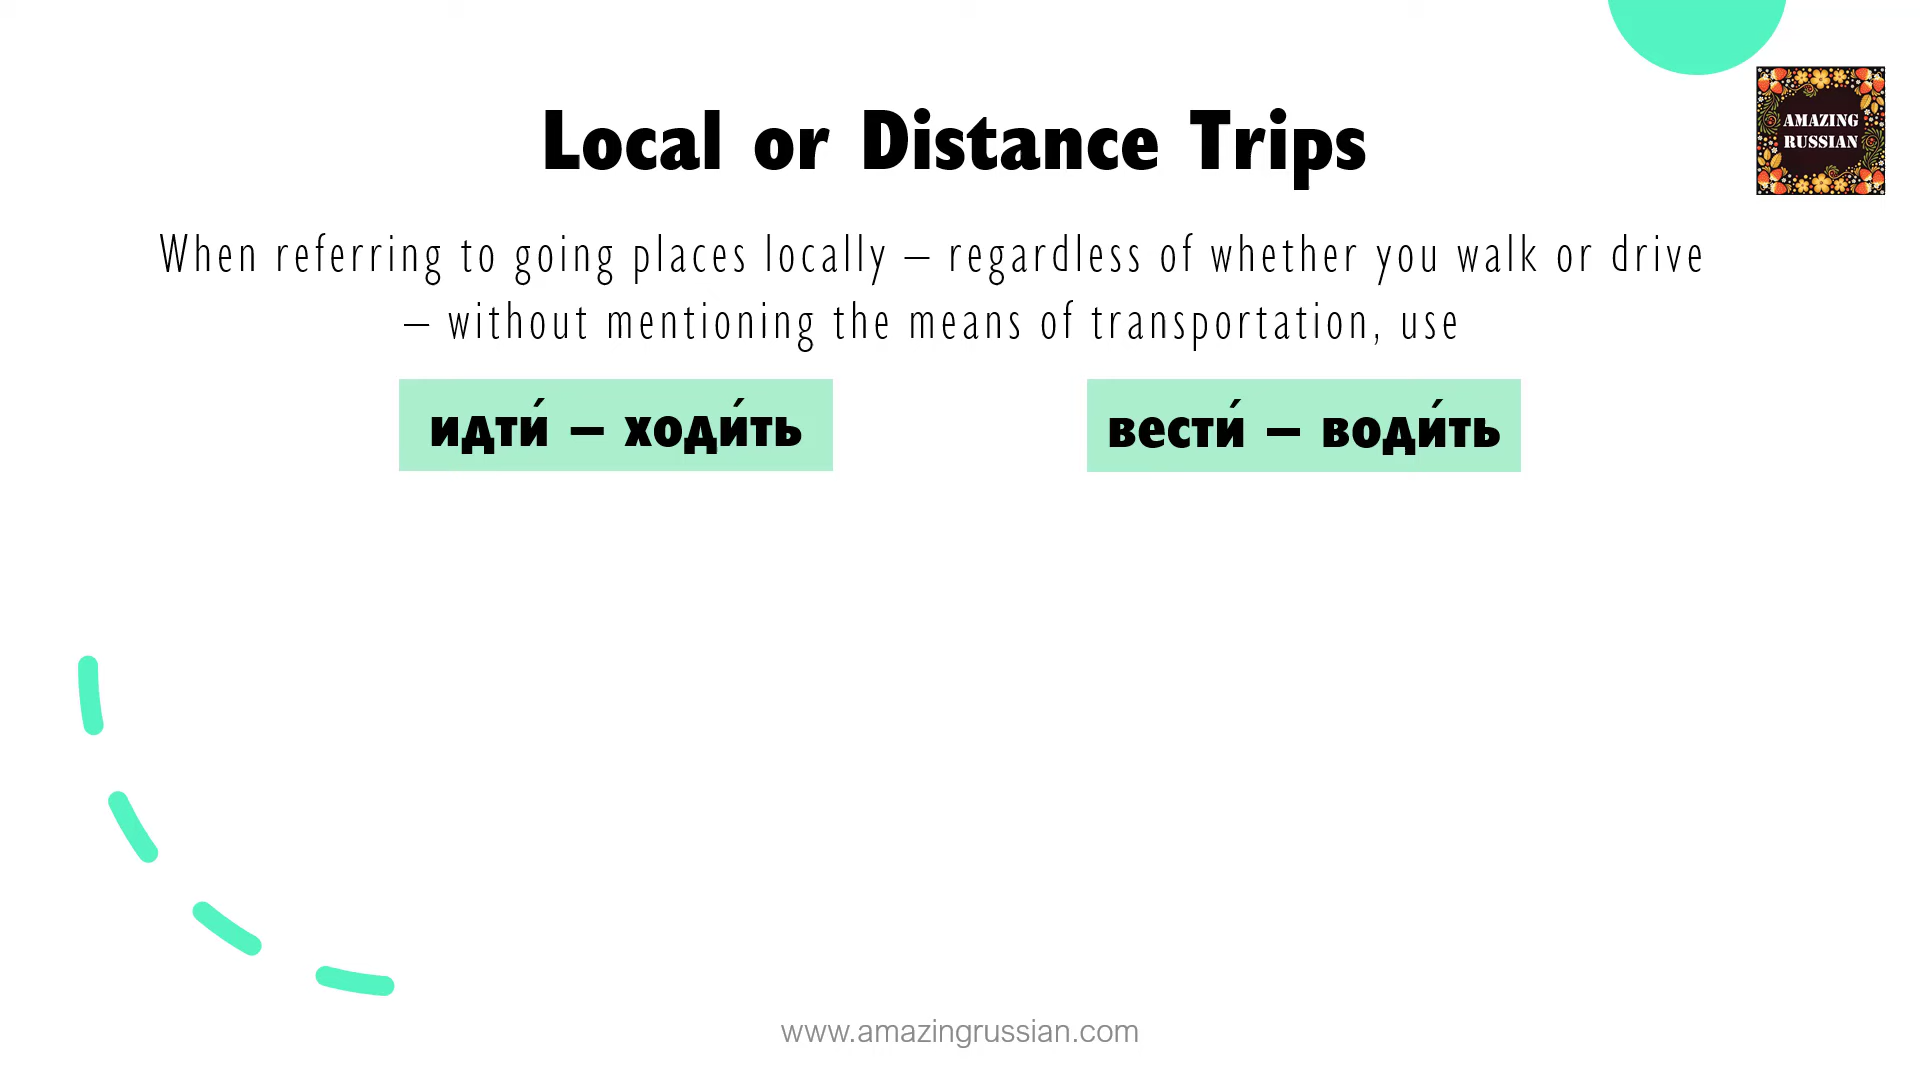 Local or Distance Trips
AMAZING
RUSSIAN
When referring to going places locally – regardless of whether you walk or drive
– without mentioning the means of transportation, use
идти́ – ходи́ть
вести́ – води́ть
www.amazingrussian.com